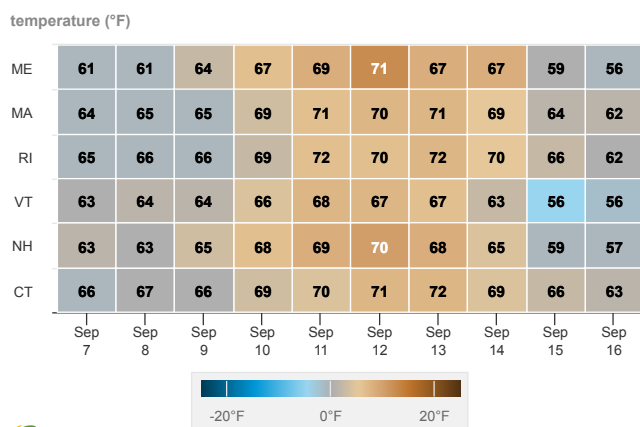 temperature (°F)
ME 61 61 64 67 69 71 67 67 59 56
MA 64 65 65 69 71 70 71 69 64 62
RI 65 66 66 69 72 70 72 70 66 62
VT 63 64 64 66 68 67 67 63 56 56
NH 63 63 65 68 69 70 68 65 59 57
CT 66 67 66 69 70 71 72 69 66 63
Sep Sep Sep Sep Sep Sep Sep Sep Sep Sep
7 8 9 10 11 12 13 14 15 16
-20°F 0°F 20°F